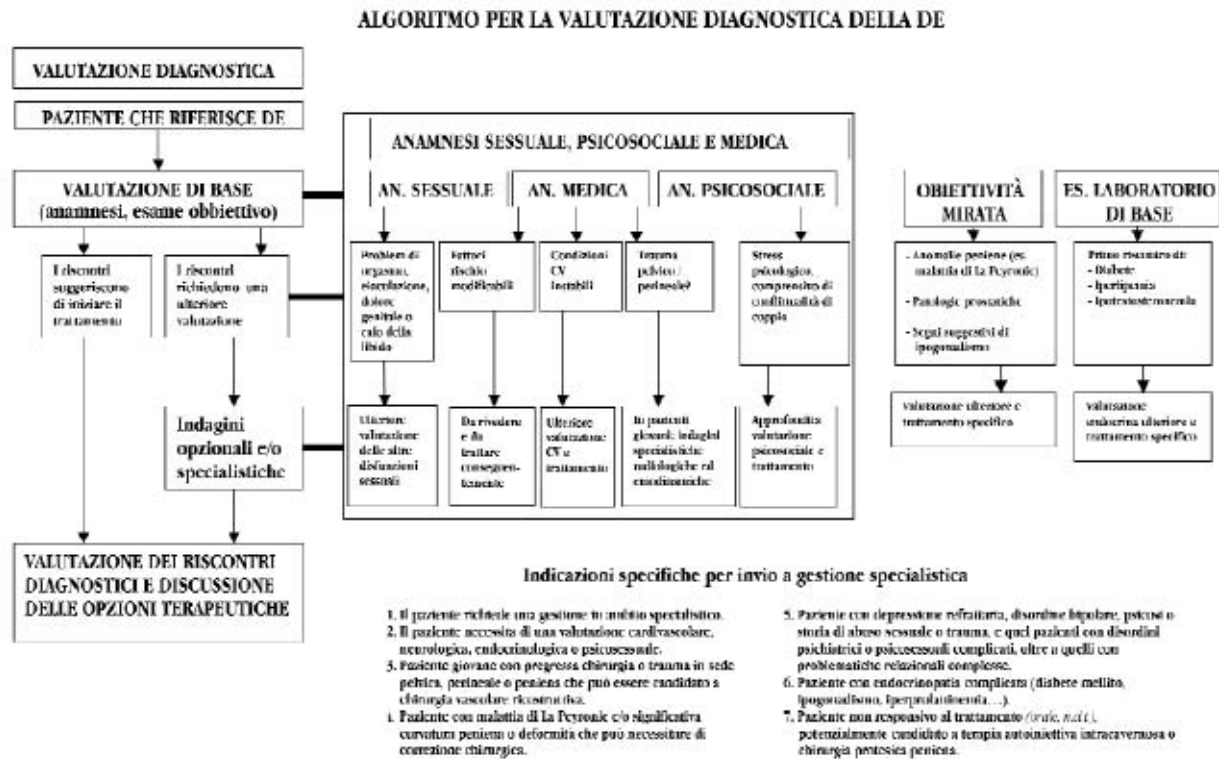 ALGORITMO PER LA VALUTAZIONE DIAGNOSTICA DELLA DE
VALUTAZIONE DIAGNOSTICA
PAZIENTE CHE RIFERISCE DE
VALUTAZIONE DI BASE
(anamnesi, esame obbiettivo)
I riscontri
suggeriscono
di iniziare il
trattamento
I riscontri
richiedono una
ulteriore
valutazione
Indagini
opzionali e/o
specialistiche
VALUTAZIONE DEI RISCONTRI
DIAGNOSTICI E DISCUSSIONE
DELLE OPZIONI TERAPEUTICHE
ANAMNESI SESSUALE, PSICOSOCIALE E MEDICA
AN. SESSUALE
AN. MEDICA
AN. PSICOSOCIALE
Problemi di
orgasmo,
eiaculazione,
dolore
genitale o
calo della
libido
Fattori
rischio
modificabili
Condizioni
CV
instabili
Trauma
pelvico /
perineale?
Stress
psicologico,
compreso di
conflittualità di
coppia
Ulteriore
valutazione
delle altre
disfunzioni
sessuali
Da rivedere
e da
trattare
conseguen-
temente
Ulteriore
valutazione
CV e
trattamento
In pazienti
giovani: indagini
specialistiche
radiologiche ed
emodinamiche
Approfondita
valutazione
psicosociale e
trattamento
OBIETTIVITÀ
MIRATA
- Anomalie peniene (es.
malattia di La Peyronie)
- Patologie prostatiche
- Segni suggestivi di
ipogonadismo
valutazione ulteriore e
trattamento specifico
ES. LABORATORIO
DI BASE
Primo riscontro di:
- Diabete
- Iperlipemia
- Ipotestosteronemia
valutazione
endocrina ulteriore e
trattamento specifico
Indicazioni specifiche per invio a gestione specialistica
1. Il paziente richiede una gestione in ambito specialistico.
2. Il paziente necessita di una valutazione cardiovascolare,
neurologica, endocrinologica o psicosessuale.
3. Paziente giovane con pregressa chirurgia o trauma in sede
pelvica, perineale o peniena che può essere candidato a
chirurgia vascolare ricostruttiva.
4. Paziente con malattia di La Peyronie e/o significativa
curvatura peniena o deformità che può necessitare di
correzione chirurgica.
5. Paziente con depressione refrattaria, disordine bipolare, psicosi o
storia di abuso sessuale o trauma, e quei pazienti con disordini
psichiatrici o psicosessuali complicati, oltre a quelli con
problematiche relazionali complesse.
6. Paziente con endocrinopatia complicata (diabete mellito,
ipogonadismo, iperprolattinemia…).
7. Paziente non responsivo al trattamento (orale, n.d.t.),
potenzialmente candidato a terapia autoiniettiva intracavernosa o
chirurgia protesica peniena.